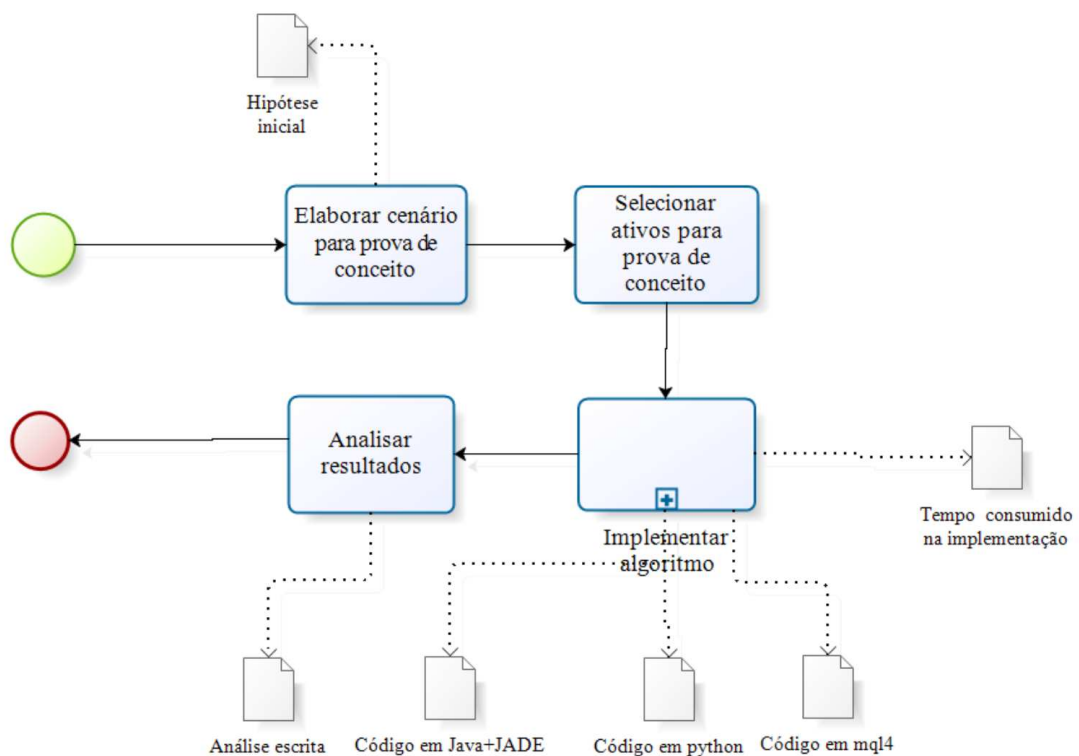 Hipótese
inicial
Elaborar cenário
para prova de
conceito
Selecionar
ativos para
prova de
conceito
Analisar
resultados
Implementar
algoritmo
Tempo consumido
na implementação
Análise escrita
Código em Java+JADE
Código em python
Código em mql4